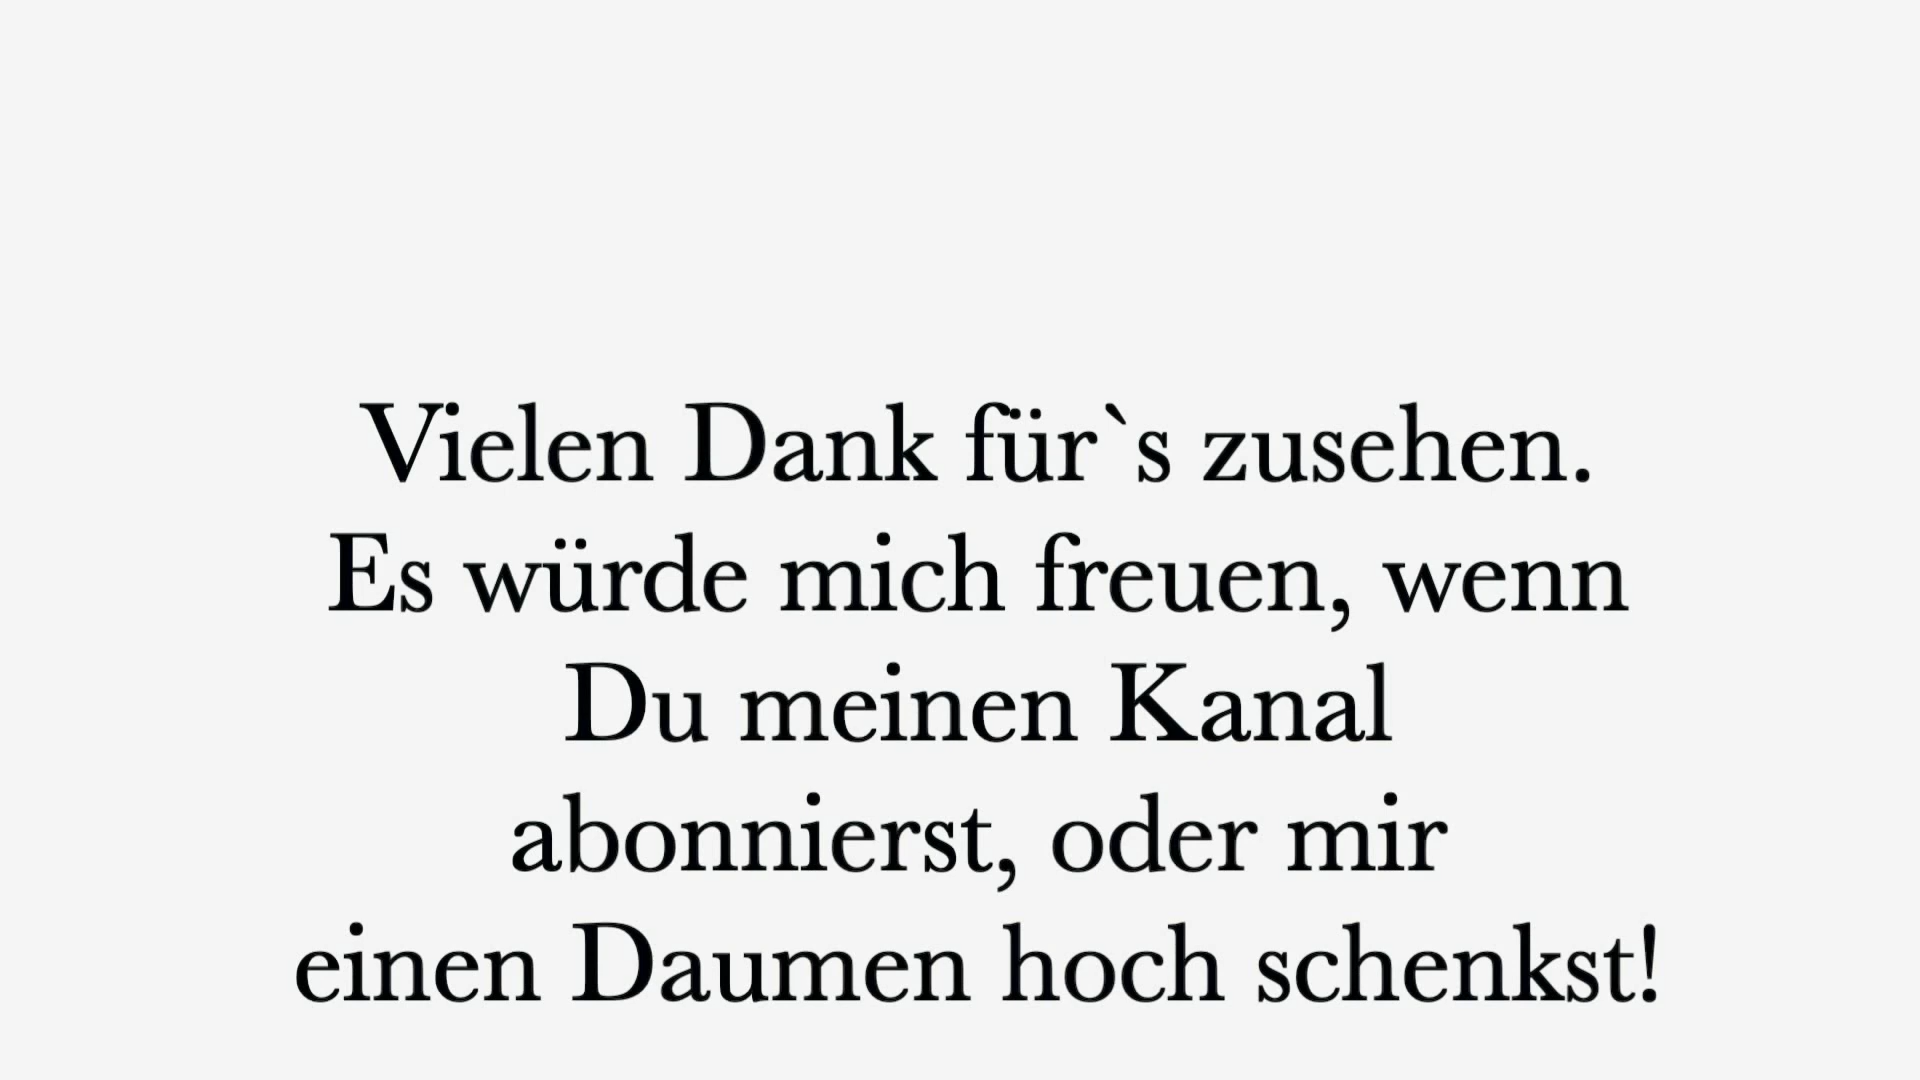 Vielen Dank für`s zusehen.
Es würde mich freuen, wenn
Du meinen Kanal
abonnierst, oder mir
einen Daumen hoch schenkst!